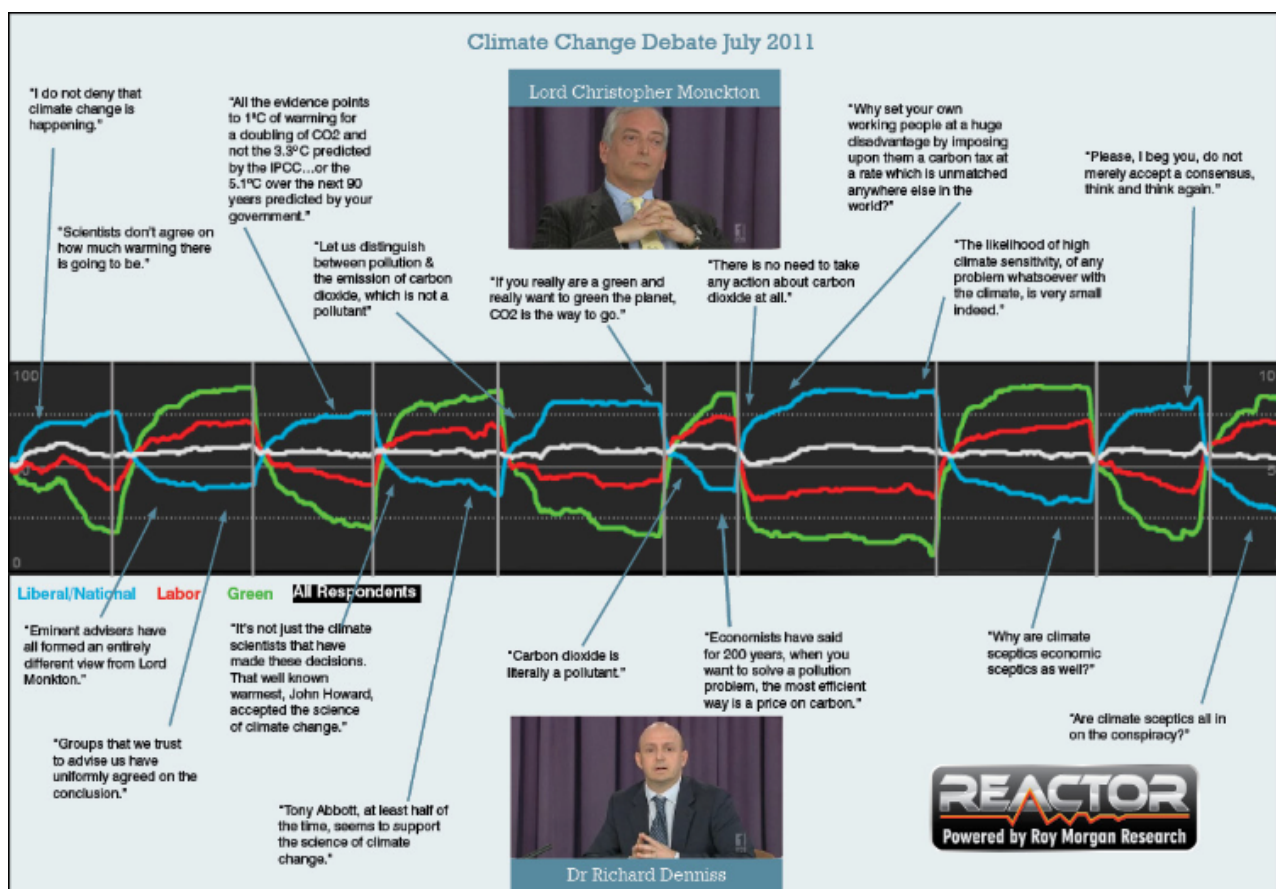 Climate Change Debate July 2011
Lord Christopher Monckton
"I do not deny that
climate change is
happening."
"Scientists don't agree on
how much warming there
is going to be."
"All the evidence points
to 1ºC of warming for
a doubling of CO2 and
not the 3.3ºC predicted
by the IPCC...or the
5.1ºC over the next 90
years predicted by your
government."
"Let us distinguish
between pollution &
the emission of carbon
dioxide, which is not a
pollutant"
"If you really are a green and
really want to green the planet,
CO2 is the way to go."
"There is no need to take
any action about carbon
dioxide at all."
"Why set your own
working people at a huge
disadvantage by imposing
upon them a carbon tax at
a rate which is unmatched
anywhere else in the
world?"
"The likelihood of high
climate sensitivity, of any
problem whatsoever with
the climate, is very small
indeed."
"Please, I beg you, do not
merely accept a consensus,
think and think again."
100
10
0
5
0
Liberal/National Labor Green All Respondents
"Eminent advisers have
all formed an entirely
different view from Lord
Monkton."
"Groups that we trust
to advise us have
uniformly agreed on the
conclusion."
"It's not just the climate
scientists that have
made these decisions.
That well known
warmest, John Howard,
accepted the science
of climate change."
"Tony Abbott, at least half of
the time, seems to support
the science of climate
change."
"Carbon dioxide is
literally a pollutant."
"Economists have said
for 200 years, when you
want to solve a pollution
problem, the most efficient
way is a price on carbon."
"Why are climate
sceptics economic
sceptics as well?"
"Are climate sceptics all in
on the conspiracy?"
Dr Richard Denniss
REACTOR
Powered by Roy Morgan Research